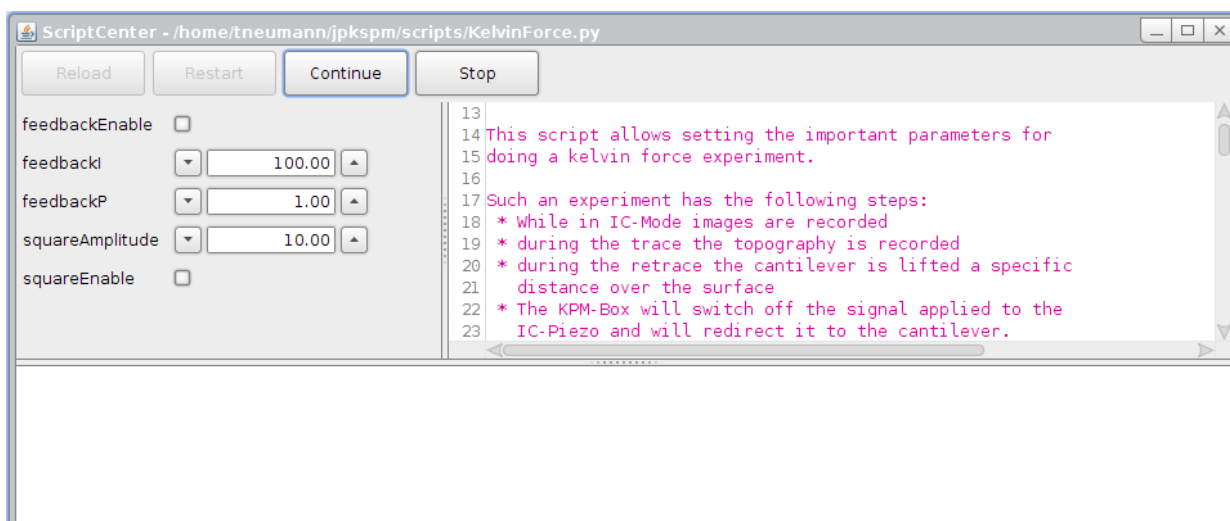 ScriptCenter - /home/tneumann/jpkspm/scripts/KelvinForce.py
Reload Restart Continue Stop
feedbackEnable
feedbackI 100.00
feedbackP 1.00
squareAmplitude 10.00
squareEnable
13
14 This script allows setting the important parameters for
15 doing a kelvin force experiment.
16
17 Such an experiment has the following steps:
18 * While in IC-Mode images are recorded
19 * during the trace the topography is recorded
20 * during the retrace the cantilever is lifted a specific
21 distance over the surface
22 * The KPM-Box will switch off the signal applied to the
23 IC-Piezo and will redirect it to the cantilever.